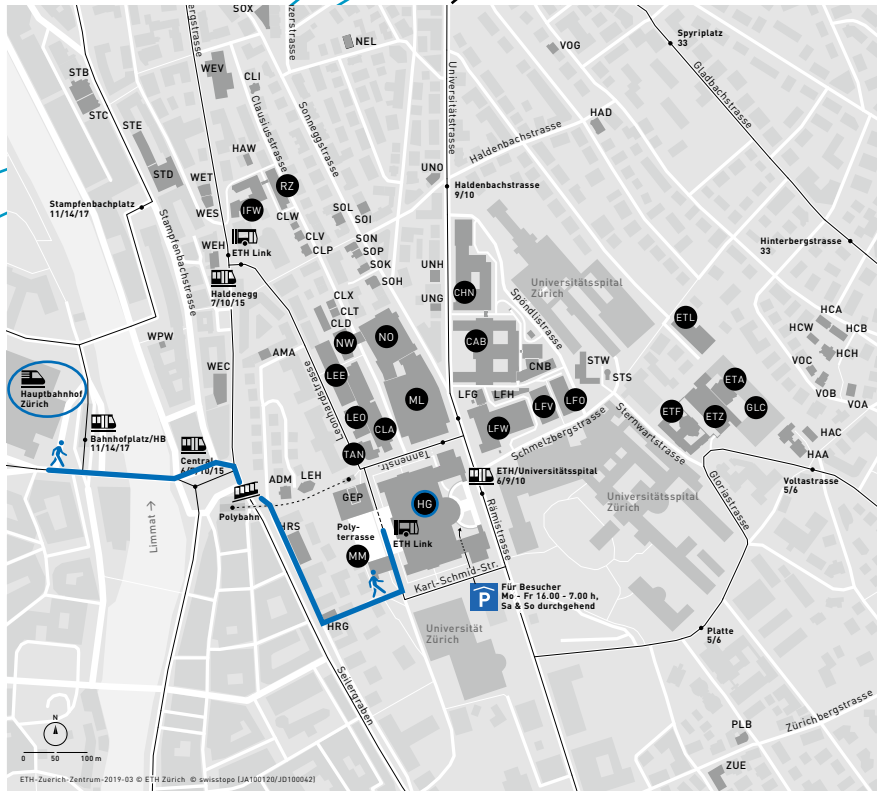 SOX
NEL
VOG
Spyriplatz
33
Gladbachstrasse
STB
WEV
CLI
Clausiusstrasse
Sonneggstrasse
Universitätstrasse
STC
STE
HAD
HAW
Haldenbachstrasse
STD
WET
RZ
UNO
Haldenbachstrasse
9/10
Stampfenbachplatz
11/14/17
WES
IFW
CLW
SOL
SOI
Stampfenbachstrasse
WEH
ETH Link
CLV
CLP
SON
SOP
SOK
SOH
UNH
UNG
Hinterbergstrasse
33
Haldenegg
7/10/15
CHN
Universitätsspital
Zürich
Spöndlistrasse
CLX
CLT
CLD
NW
NO
CAB
ETL
HCA
HCW
HCB
HCH
WPW
AMA
WEC
LEE
Leonhardstrasse
CNB
STW
STS
VOC
VOB
VOA
ETA
Hauptbahnhof
Zürich
LEO
ML
LFG
LFH
LFV
LFO
ETF
ETZ
GLC
Bahnhofplatz/HB
11/14/17
CLA
LFW
Schmelzbergstrasse
Sternwartstrasse
HAC
HAA
Central
TAN
Tannenstr.
Voltastrasse
5/6
ADM
LEH
GEP
ETH/Universitätsspital
6/9/10
Universitätsspital
Zürich
Gloriastrasse
Polybahn
Limmat
HG
Rämistrasse
HRS
Poly-
terrasse
ETH Link
MM
Karl-Schmid-Str.
P
Für Besucher
Mo - Fr 16.00 - 7.00 h,
Sa & So durchgehend
HRG
Universität
Zürich
Platte
5/6
Seilergraben
Zürichbergstrasse
PLB
ZUE
N
0 50 100 m
ETH-Zuerich-Zentrum-2019-03 © ETH Zürich © swisstopo (JA100120/JD100042)